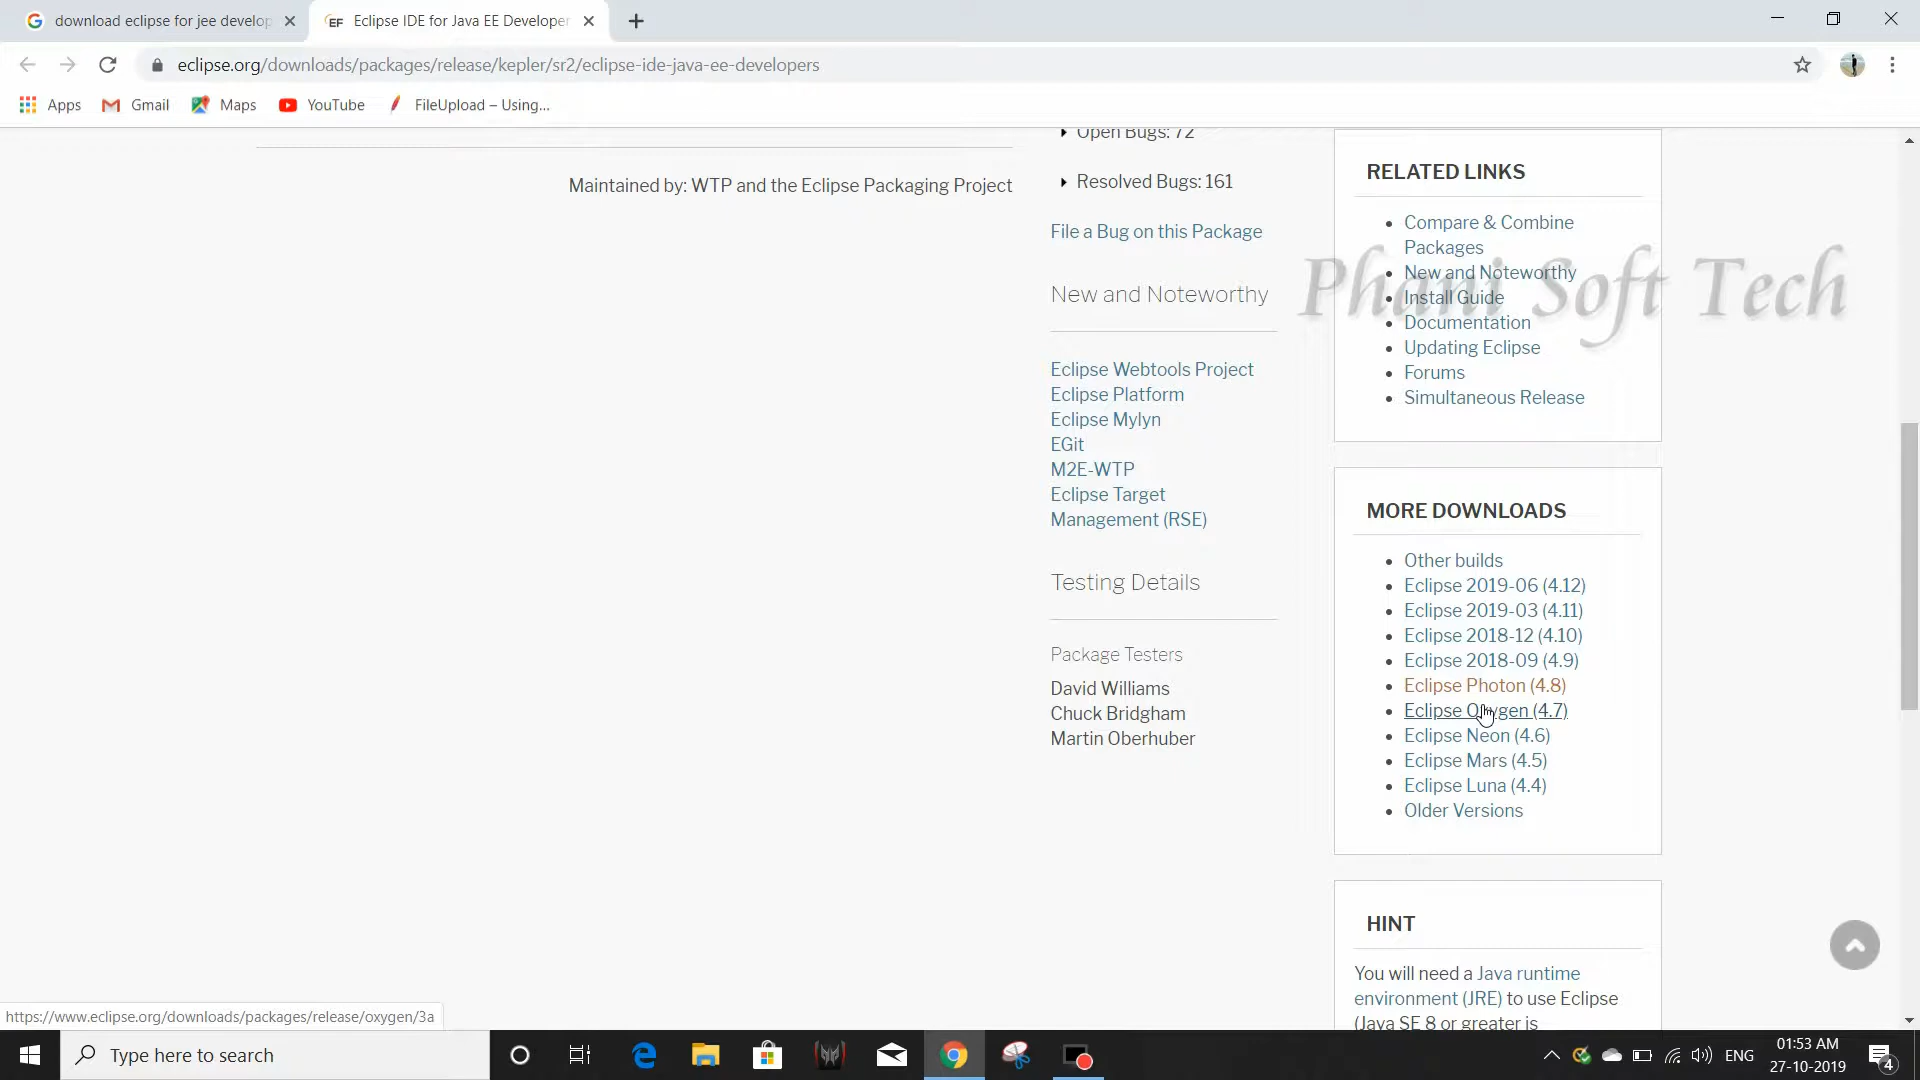 download eclipse for jee develop
Eclipse IDE for Java EE Developer
eclipse.org/downloads/packages/release/kepler/sr2/eclipse-ide-java-ee-developers
Apps
Gmail
Maps
YouTube
FileUpload – Using...
Maintained by: WTP and the Eclipse Packaging Project
Open Bugs: 72
Resolved Bugs: 161
File a Bug on this Package
New and Noteworthy
Eclipse Webtools Project
Eclipse Platform
Eclipse Mylyn
EGit
M2E-WTP
Eclipse Target
Management (RSE)
Testing Details
Package Testers
David Williams
Chuck Bridgham
Martin Oberhuber
RELATED LINKS
Compare & Combine
Packages
New and Noteworthy
Install Guide
Documentation
Updating Eclipse
Forums
Simultaneous Release
Phani Soft Tech
MORE DOWNLOADS
Other builds
Eclipse 2019-06 (4.12)
Eclipse 2019-03 (4.11)
Eclipse 2018-12 (4.10)
Eclipse 2018-09 (4.9)
Eclipse Photon (4.8)
Eclipse Oxygen (4.7)
Eclipse Neon (4.6)
Eclipse Mars (4.5)
Eclipse Luna (4.4)
Older Versions
HINT
You will need a Java runtime
environment (JRE) to use Eclipse
(Java SE 8 or greater is
https://www.eclipse.org/downloads/packages/release/oxygen/3a
Type here to search
ENG
01:53 AM
27-10-2019
4